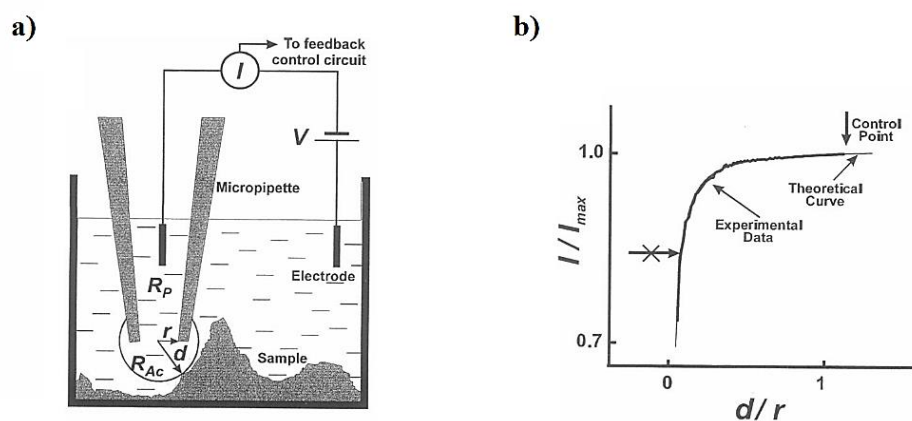 a)
To feedback
control circuit
I
V
Micropipette
Electrode
R_P
r
d
R_Ac
Sample
b)
Control
Point
1.0
Theoretical
Curve
Experimental
Data
I / I_max
0.7
0
1
d / r